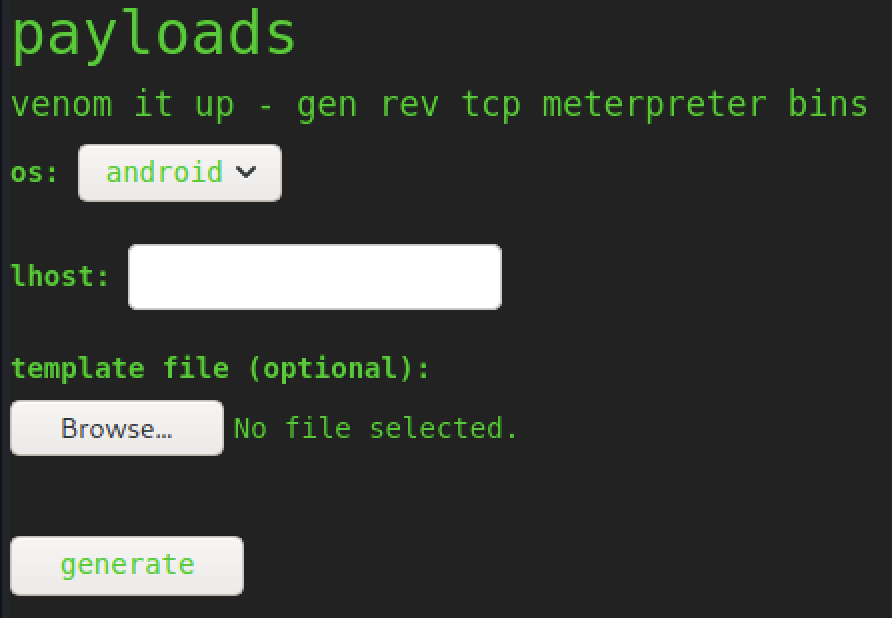 payloads
venom it up - gen rev tcp meterpreter bins
os: android
lhost:
template file (optional):
Browse... No file selected.
generate